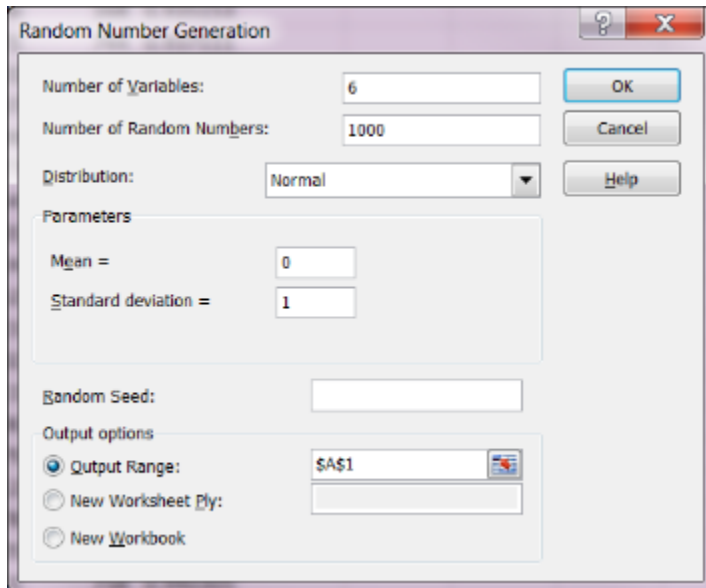 Random Number Generation
Number of Variables: 6 OK
Number of Random Numbers: 1000 Cancel
Distribution: Normal Help
Parameters
Mean = 0
Standard deviation = 1
Random Seed:
Output options
Output Range: $A$1
New Worksheet Ply:
New Workbook